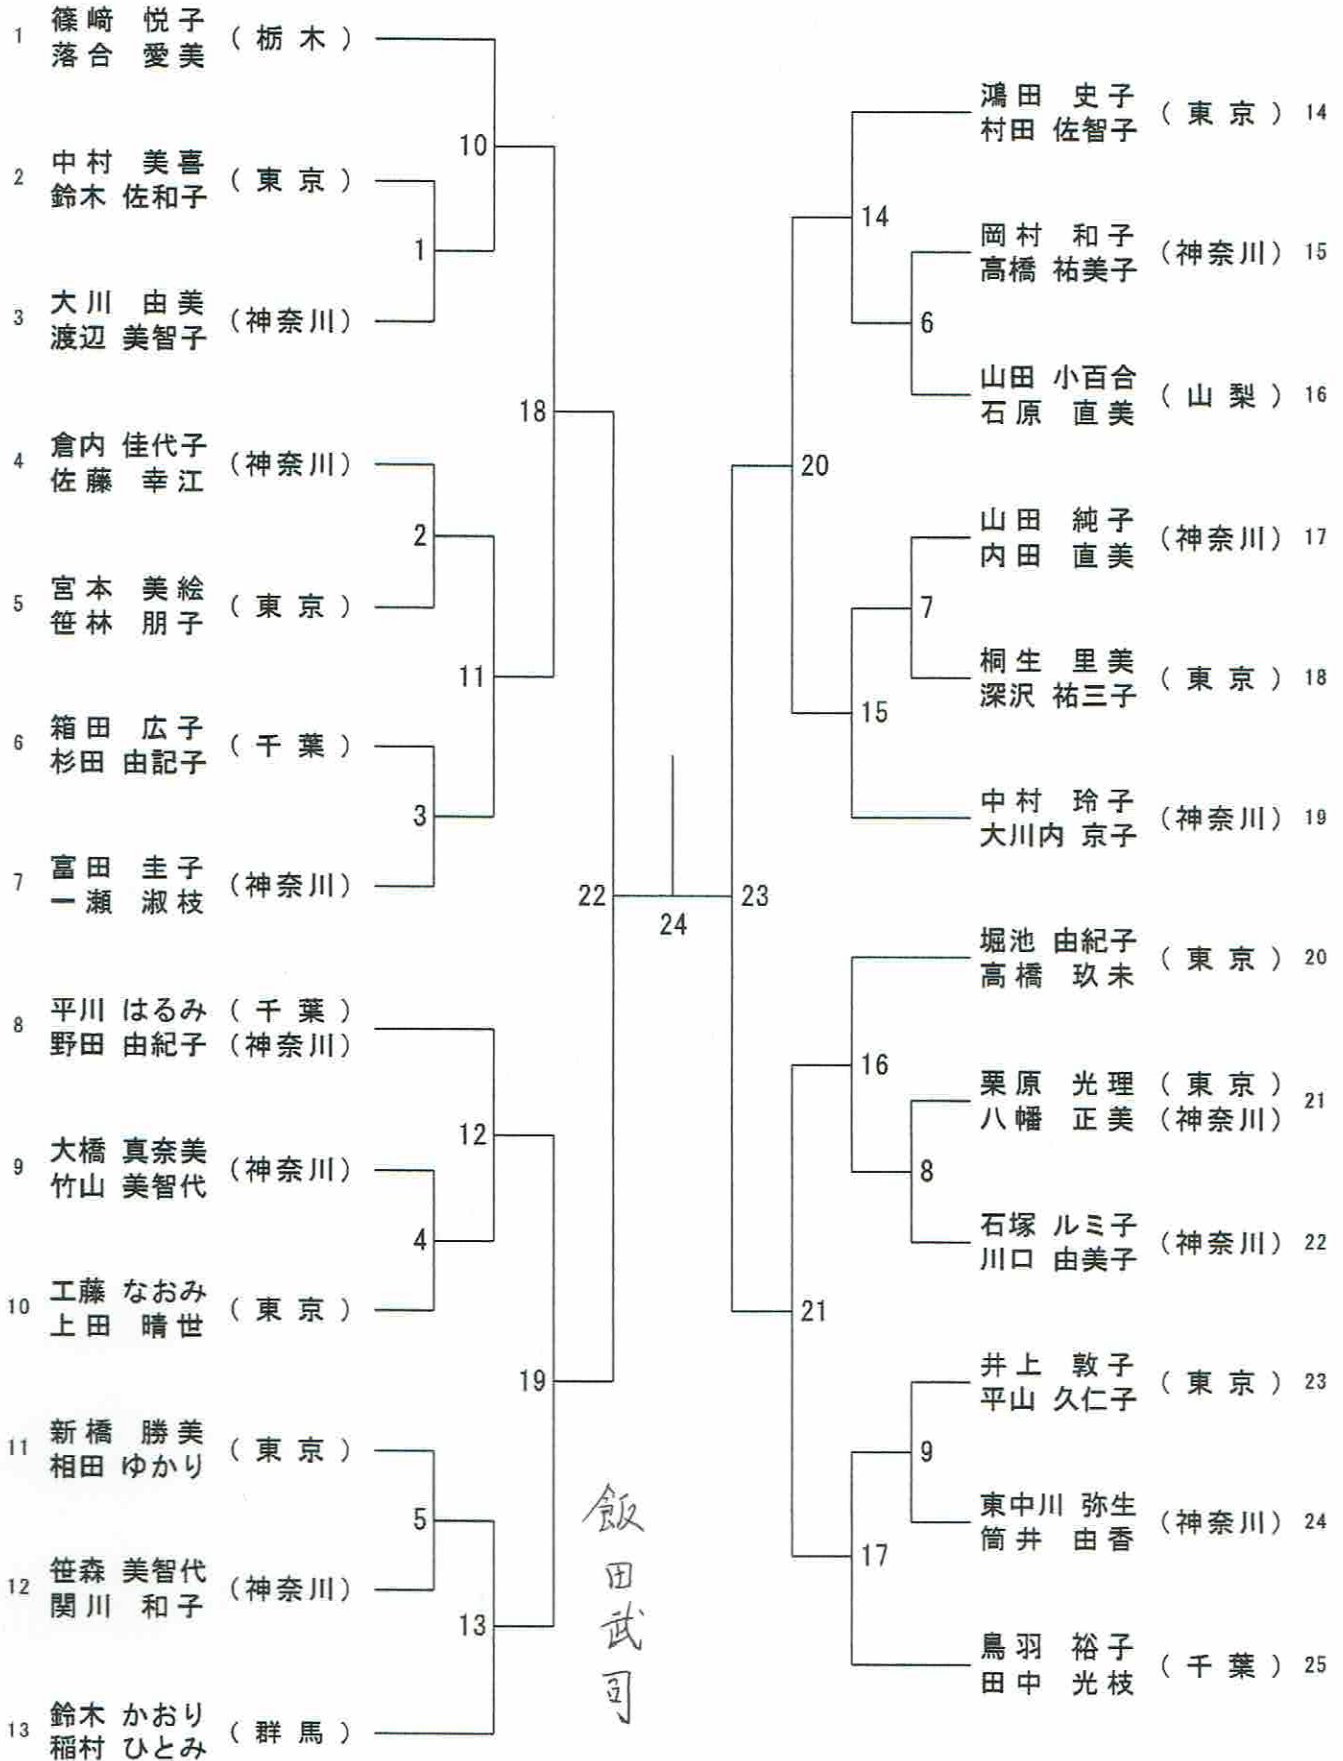 1 篠﨑 悦子 落合 愛美 (栃木)
2 中村 美喜 鈴木 佐和子 (東京)
3 大川 由美 渡辺 美智子 (神奈川)
4 倉内 佳代子 佐藤 幸江 (神奈川)
5 宮本 美絵 笹林 朋子 (東京)
6 箱田 広子 杉田 由記子 (千葉)
7 富田 圭子 一瀬 淑枝 (神奈川)
8 平川 はるみ (千葉) 野田 由紀子 (神奈川)
9 大橋 真奈美 竹山 美智代 (神奈川)
10 工藤 なおみ 上田 晴世 (東京)
11 新橋 勝美 相田 ゆかり (東京)
12 笹森 美智代 関川 和子 (神奈川)
13 鈴木 かおり 稲村 ひとみ (群馬)
10
1
18
2
11
3
22
24
23
12
4
19
5
13
飯田武司
14
6
20
7
15
16
8
21
9
17
鴻田 史子 村田 佐智子 (東京) 14
岡村 和子 高橋 祐美子 (神奈川) 15
山田 小百合 石原 直美 (山梨) 16
山田 純子 内田 直美 (神奈川) 17
桐生 里美 深沢 祐三子 (東京) 18
中村 玲子 大川内 京子 (神奈川) 19
堀池 由紀子 高橋 玖未 (東京) 20
栗原 光理 (東京) 八幡 正美 (神奈川) 21
石塚 ルミ子 川口 由美子 (神奈川) 22
井上 敦子 平山 久仁子 (東京) 23
東中川 弥生 筒井 由香 (神奈川) 24
鳥羽 裕子 田中 光枝 (千葉) 25